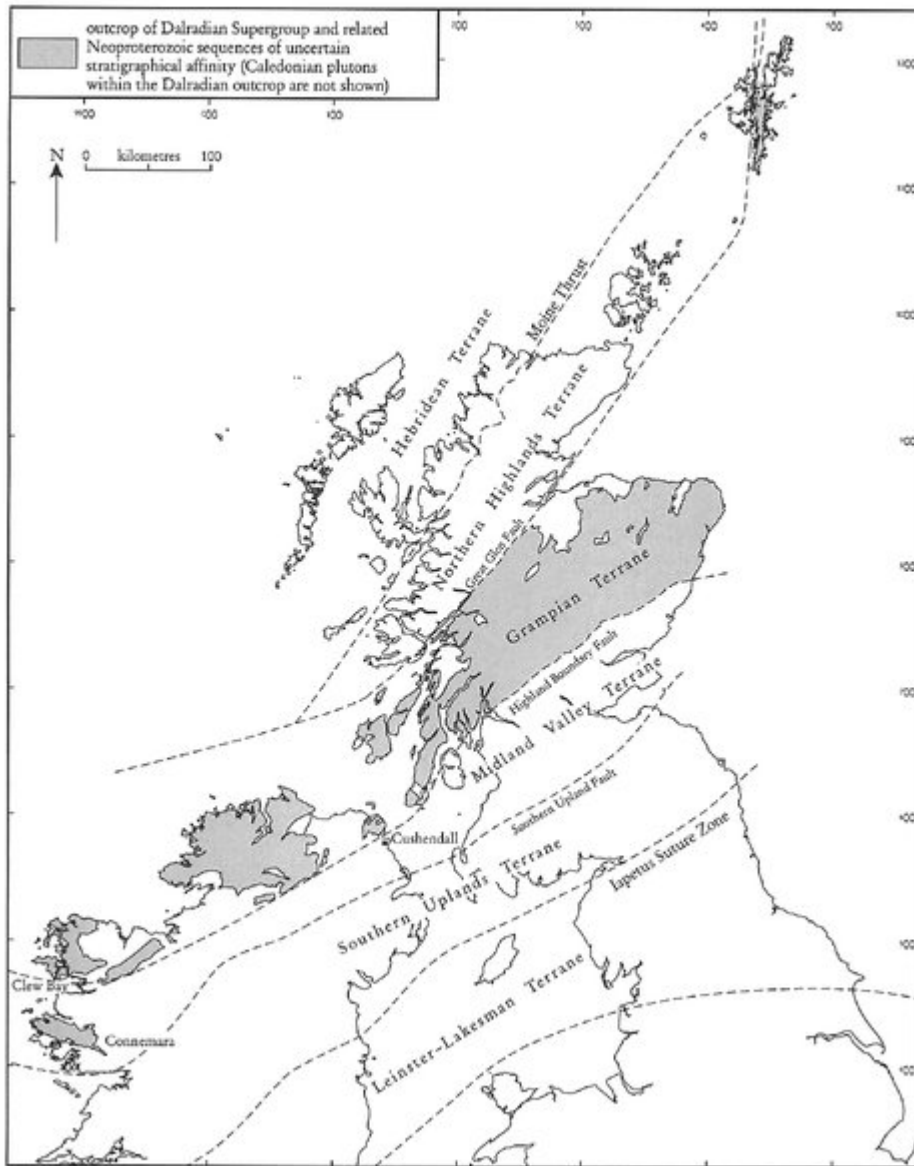 outcrop of Dalradian Supergroup and related
Neoproterozoic sequences of uncertain
stratigraphical affinity (Caledonian plutons
within the Dalradian outcrop are not shown)
N
0 kilometres 100
Moine Thrust
Hebridean Terrane
Northern Highlands Terrane
Great Glen Fault
Grampian Terrane
Highland Boundary Fault
Midland Valley Terrane
Southern Upland Fault
Cushendall
Iapetus Suture Zone
Southern Uplands Terrane
Clew Bay
Leinster-Lakesman Terrane
Connemara